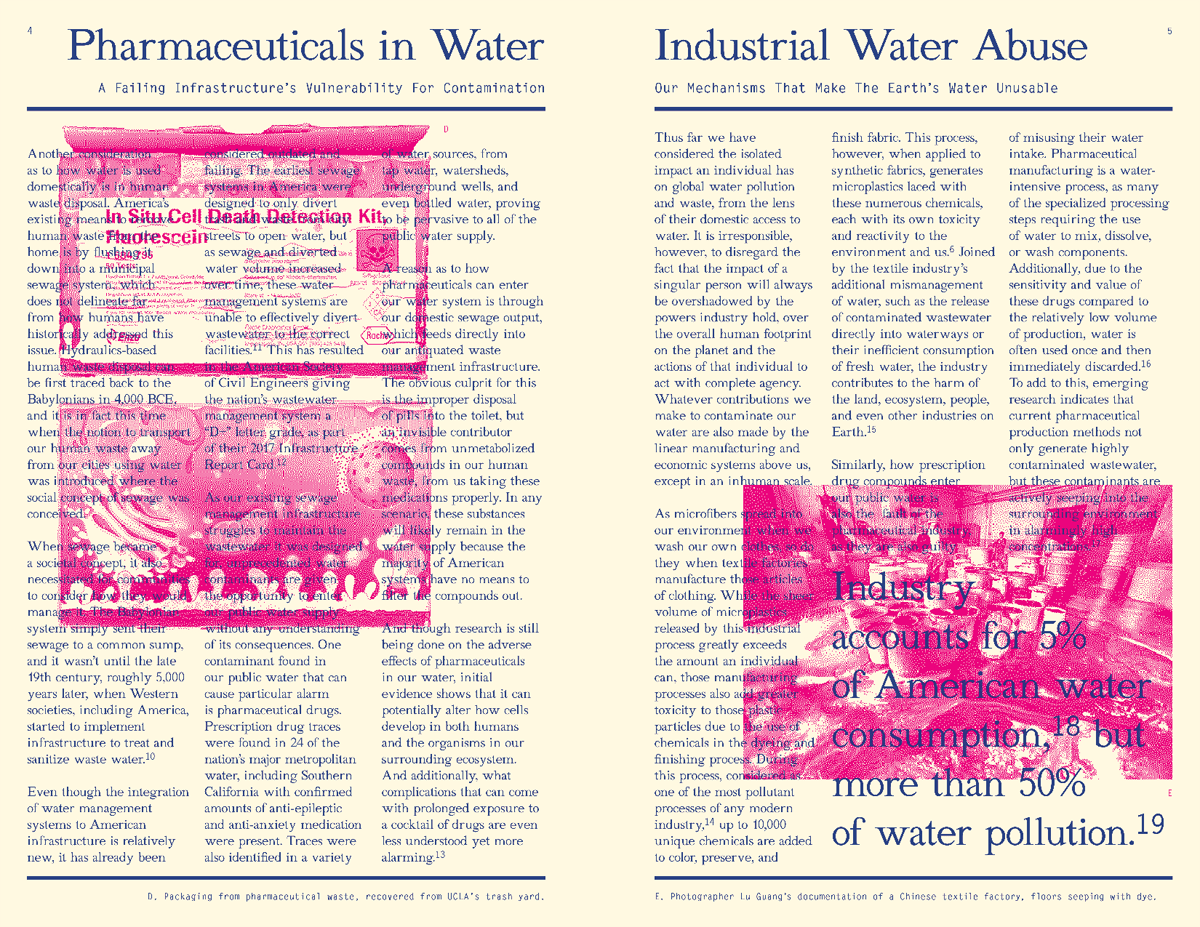 4
Pharmaceuticals in Water
A Failing Infrastructure's Vulnerability For Contamination
D
Another consideration
as to how water is used
domestically is in human
waste disposal. America's
existing means to remove
human waste from the
home is by flushing it
down into a municipal
sewage system, which
does not delineate far
from how humans have
historically addressed this
issue. Hydraulics-based
human waste disposal can
be first traced back to the
Babylonians in 4,000 BCE,
and it is in fact this time
when the notion to transport
our human waste away
from our cities using water
was introduced where the
social concept of sewage was
conceived.
When sewage became
a societal concept, it also
necessitated for communities
to consider how they would
manage it. The Babylonian
system simply sent their
sewage to a common sump,
and it wasn't until the late
19th century, roughly 5,000
years later, when Western
societies, including America,
started to implement
infrastructure to treat and
sanitize waste water.10
Even though the integration
of water management
systems to American
infrastructure is relatively
new, it has already been
considered outdated and
failing. The earliest sewage
systems in America were
designed to only divert
streets to open water, but
as sewage and diverted
water volume increased
over time, these water
management systems are
unable to effectively divert
wastewater to the correct
facilities.11 This has resulted
in the American Society
of Civil Engineers giving
the nation's wastewater
management system a
"D+" letter grade, as part
of their 2017 Infrastructure
Report Card.12
As our existing sewage
management infrastructure
struggles to maintain the
wastewater it was designed
for, unprecedented water
contaminants are given
the opportunity to enter
our public water supply
without any understanding
of its consequences. One
contaminant found in
our public water that can
cause particular alarm
is pharmaceutical drugs.
Prescription drug traces
were found in 24 of the
nation's major metropolitan
water, including Southern
California with confirmed
amounts of anti-epileptic
and anti-anxiety medication
were present. Traces were
also identified in a variety
of water sources, from
tap water, watersheds,
underground wells, and
even bottled water, proving
to be pervasive to all of the
public water supply.
A reason as to how
pharmaceuticals can enter
our water system is through
our domestic sewage output,
which feeds directly into
our antiquated waste
management infrastructure.
The obvious culprit for this
is the improper disposal
of pills into the toilet, but
an invisible contributor
comes from unmetabolized
compounds in our human
waste, from us taking these
medications properly. In any
scenario, these substances
will likely remain in the
water supply because the
majority of American
systems have no means to
filter the compounds out.
And though research is still
being done on the adverse
effects of pharmaceuticals
in our water, initial
evidence shows that it can
potentially alter how cells
develop in both humans
and the organisms in our
surrounding ecosystem.
And additionally, what
complications that can come
with prolonged exposure to
a cocktail of drugs are even
less understood yet more
alarming.13
In Situ Cell Death Detection Kit,
Fluorescein
Enzo
Roche
D. Packaging from pharmaceutical waste, recovered from UCLA's trash yard.
5
Industrial Water Abuse
Our Mechanisms That Make The Earth's Water Unusable
Thus far we have
considered the isolated
impact an individual has
on global water pollution
and waste, from the lens
of their domestic access to
water. It is irresponsible,
however, to disregard the
fact that the impact of a
singular person will always
be overshadowed by the
powers industry hold, over
the overall human footprint
on the planet and the
actions of that individual to
act with complete agency.
Whatever contributions we
make to contaminate our
water are also made by the
linear manufacturing and
economic systems above us,
except in an inhuman scale.
As microfibers spread into
our environment when we
wash our own clothes, so do
they when textile factories
manufacture those articles
of clothing. While the sheer
volume of microplastics
released by this industrial
process greatly exceeds
the amount an individual
can, those manufacturing
processes also add greater
toxicity to those plastic
particles due to the use of
chemicals in the dyeing and
finishing process. During
this process, considered as
one of the most pollutant
processes of any modern
industry,14 up to 10,000
unique chemicals are added
to color, preserve, and
finish fabric. This process,
however, when applied to
synthetic fabrics, generates
microplastics laced with
these numerous chemicals,
each with its own toxicity
and reactivity to the
environment and us.6 Joined
by the textile industry's
additional mismanagement
of water, such as the release
of contaminated wastewater
directly into waterways or
their inefficient consumption
of fresh water, the industry
contributes to the harm of
the land, ecosystem, people,
and even other industries on
Earth.15
Similarly, how prescription
drug compounds enter
our public water is
also the fault of the
pharmaceutical industry,
as they are also guilty
of misusing their water
intake. Pharmaceutical
manufacturing is a water-
intensive process, as many
of the specialized processing
steps requiring the use
of water to mix, dissolve,
or wash components.
Additionally, due to the
sensitivity and value of
these drugs compared to
the relatively low volume
of production, water is
often used once and then
immediately discarded.16
To add to this, emerging
research indicates that
current pharmaceutical
production methods not
only generate highly
contaminated wastewater,
but these contaminants are
actively seeping into the
surrounding environment
in alarmingly high
Industry
accounts for 5%
of American water
consumption,18 but
more than 50%
of water pollution.19
E
E. Photographer Lu Guang's documentation of a Chinese textile factory, floors seeping with dye.